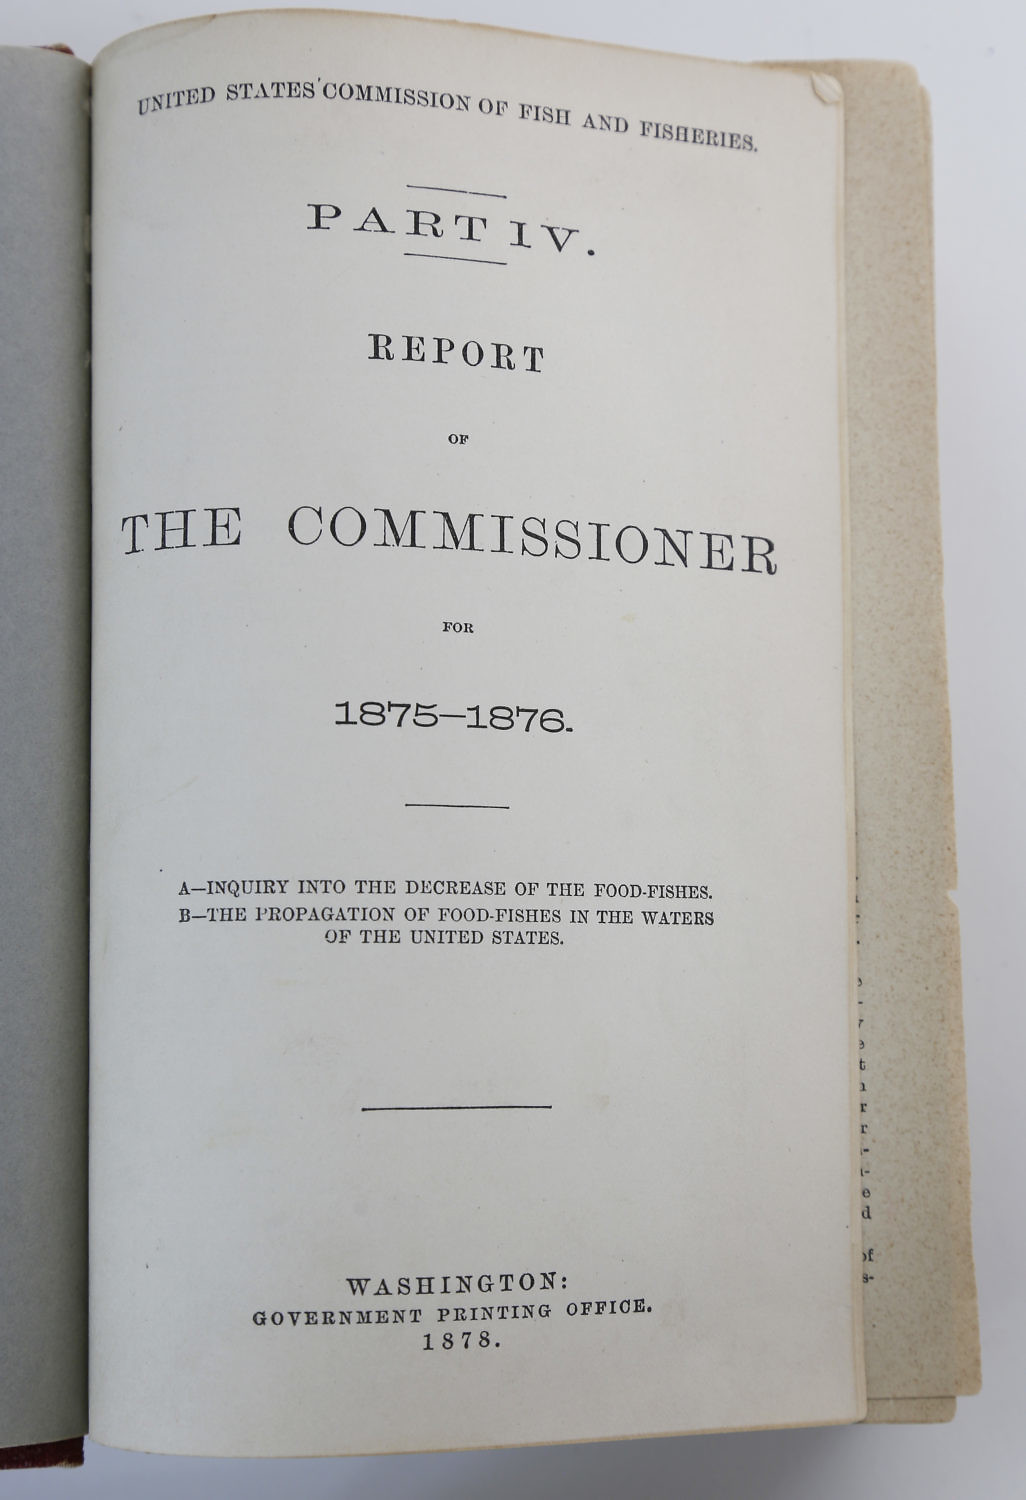 UNITED STATES COMMISSION OF FISH AND FISHERIES.
PART IV.
REPORT
OF
THE COMMISSIONER
FOR
1875—1876.
A—INQUIRY INTO THE DECREASE OF THE FOOD-FISHES.
B—THE PROPAGATION OF FOOD-FISHES IN THE WATERS
OF THE UNITED STATES.
WASHINGTON:
GOVERNMENT PRINTING OFFICE.
1878.